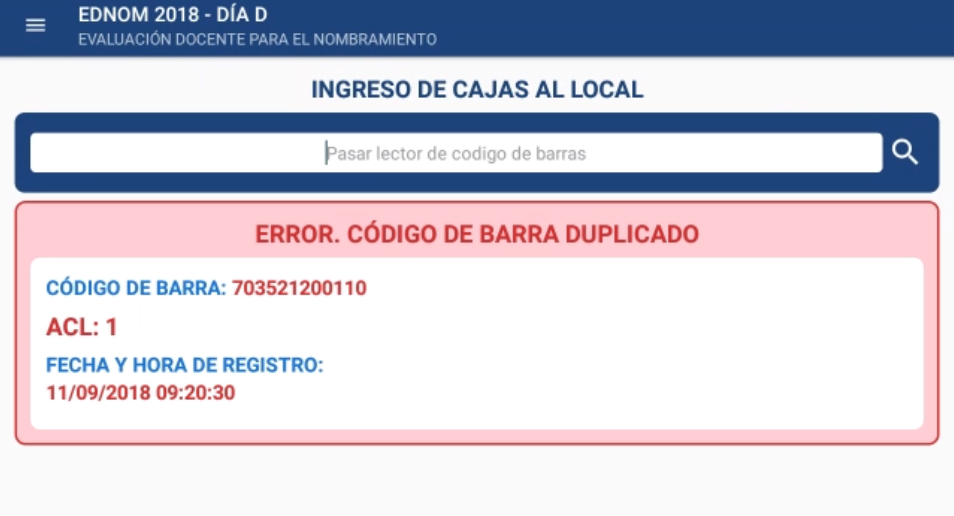 EDNOM 2018 - DÍA D
EVALUACIÓN DOCENTE PARA EL NOMBRAMIENTO
INGRESO DE CAJAS AL LOCAL
Pasar lector de codigo de barras
ERROR. CÓDIGO DE BARRA DUPLICADO
CÓDIGO DE BARRA: 703521200110
ACL: 1
FECHA Y HORA DE REGISTRO:
11/09/2018 09:20:30